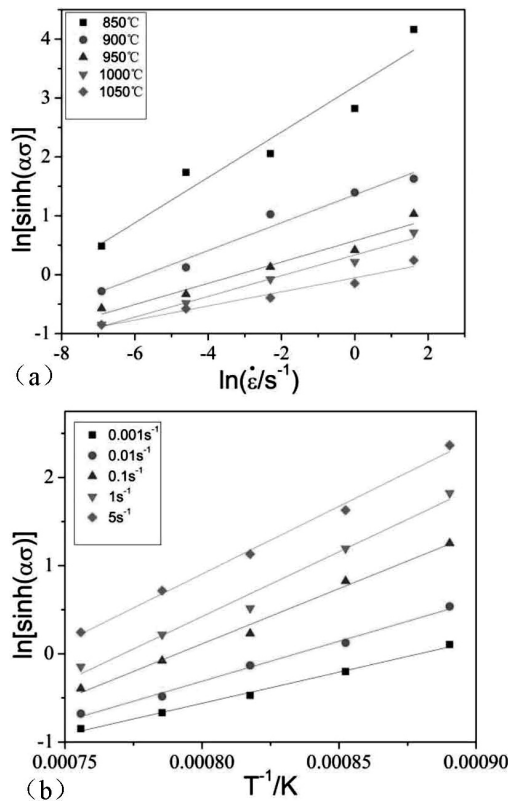 850℃
900℃
950℃
1000℃
1050℃
4
3
2
1
0
-1
ln[sinh(ασ)]
-8 -6 -4 -2 0 2
ln(ε̇/s⁻¹)
(a)
0.001s⁻¹
0.01s⁻¹
0.1s⁻¹
1s⁻¹
5s⁻¹
2
1
0
-1
ln[sinh(ασ)]
0.00075 0.00080 0.00085 0.00090
T⁻¹/K
(b)